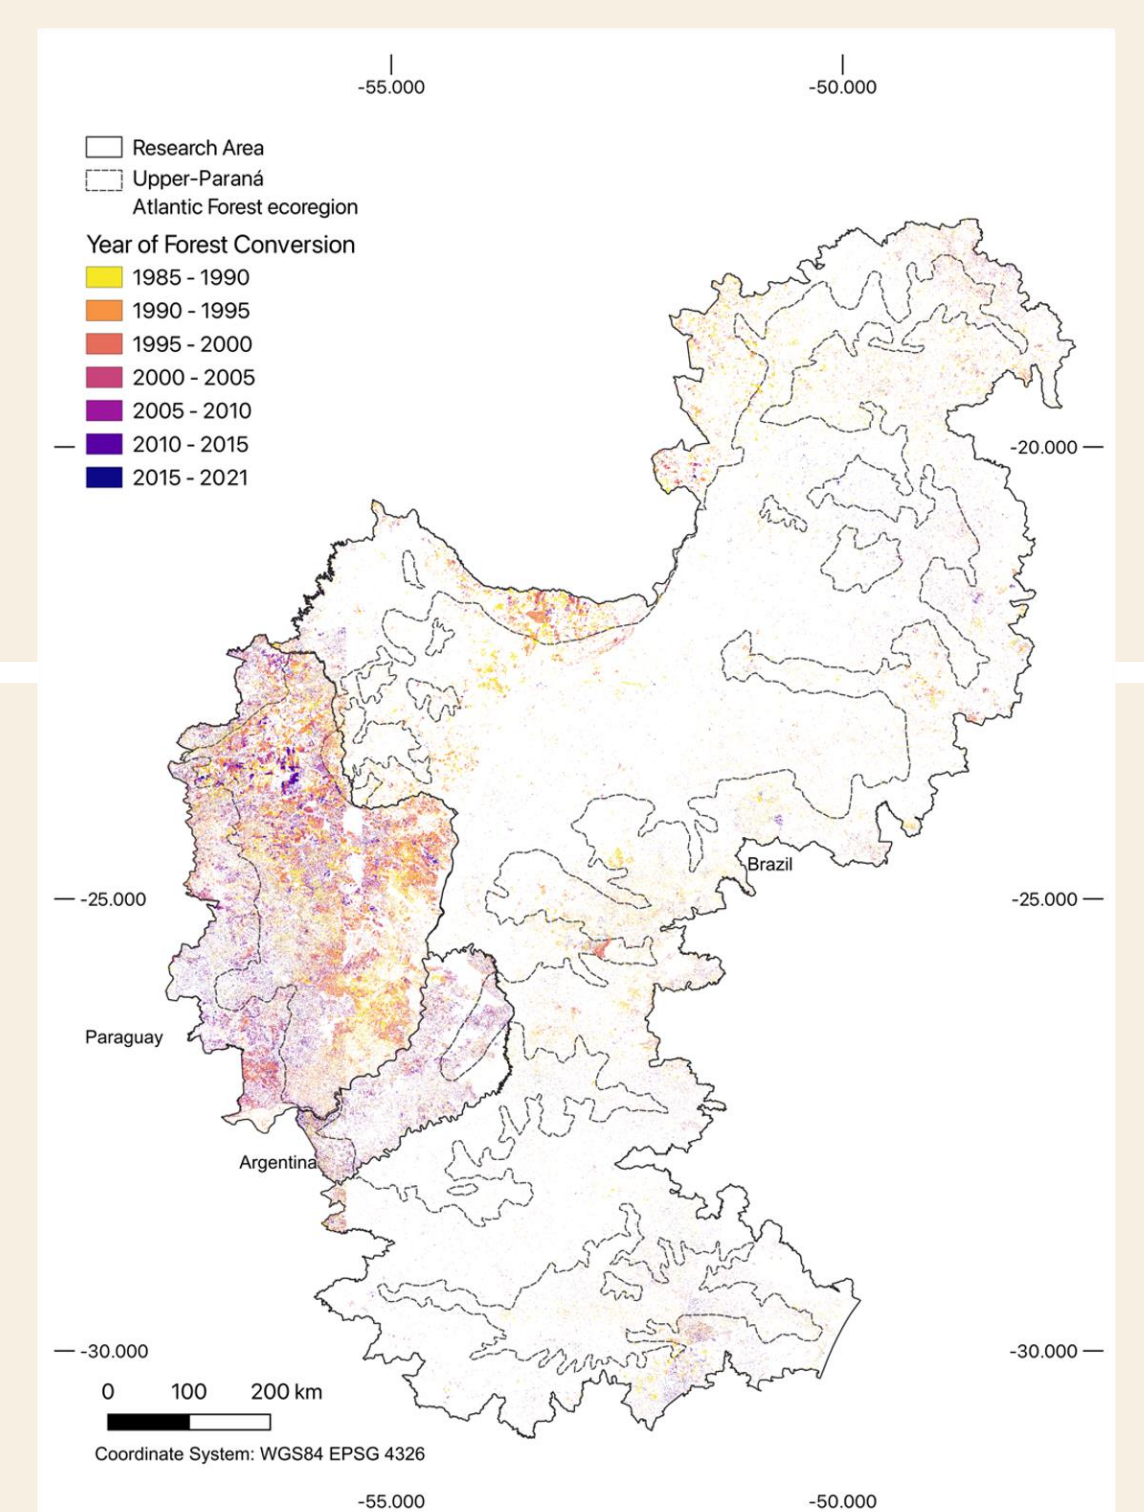 -55.000
-50.000
Research Area
Upper-Paraná
Atlantic Forest ecoregion
Year of Forest Conversion
1985 - 1990
1990 - 1995
1995 - 2000
2000 - 2005
2005 - 2010
2010 - 2015
2015 - 2021
-20.000
Brazil
-25.000
-25.000
Paraguay
Argentina
-30.000
-30.000
0 100 200 km
Coordinate System: WGS84 EPSG 4326
-55.000
-50.000